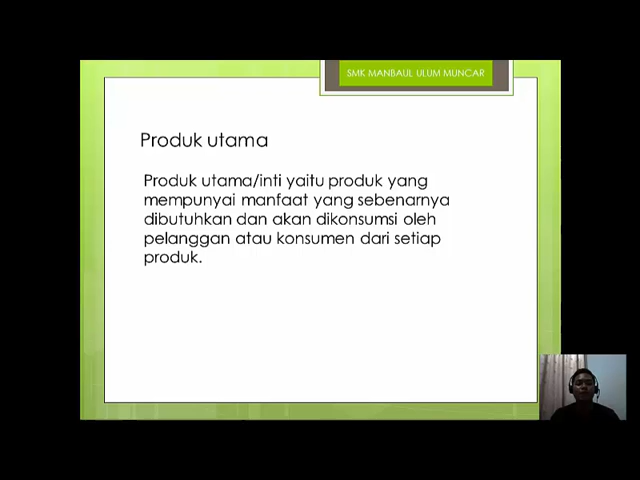 SMK MANBAUL ULUM MUNCAR
Produk utama
Produk utama/inti yaitu produk yang
mempunyai manfaat yang sebenarnya
dibutuhkan dan akan dikonsumsi oleh
pelanggan atau konsumen dari setiap
produk.